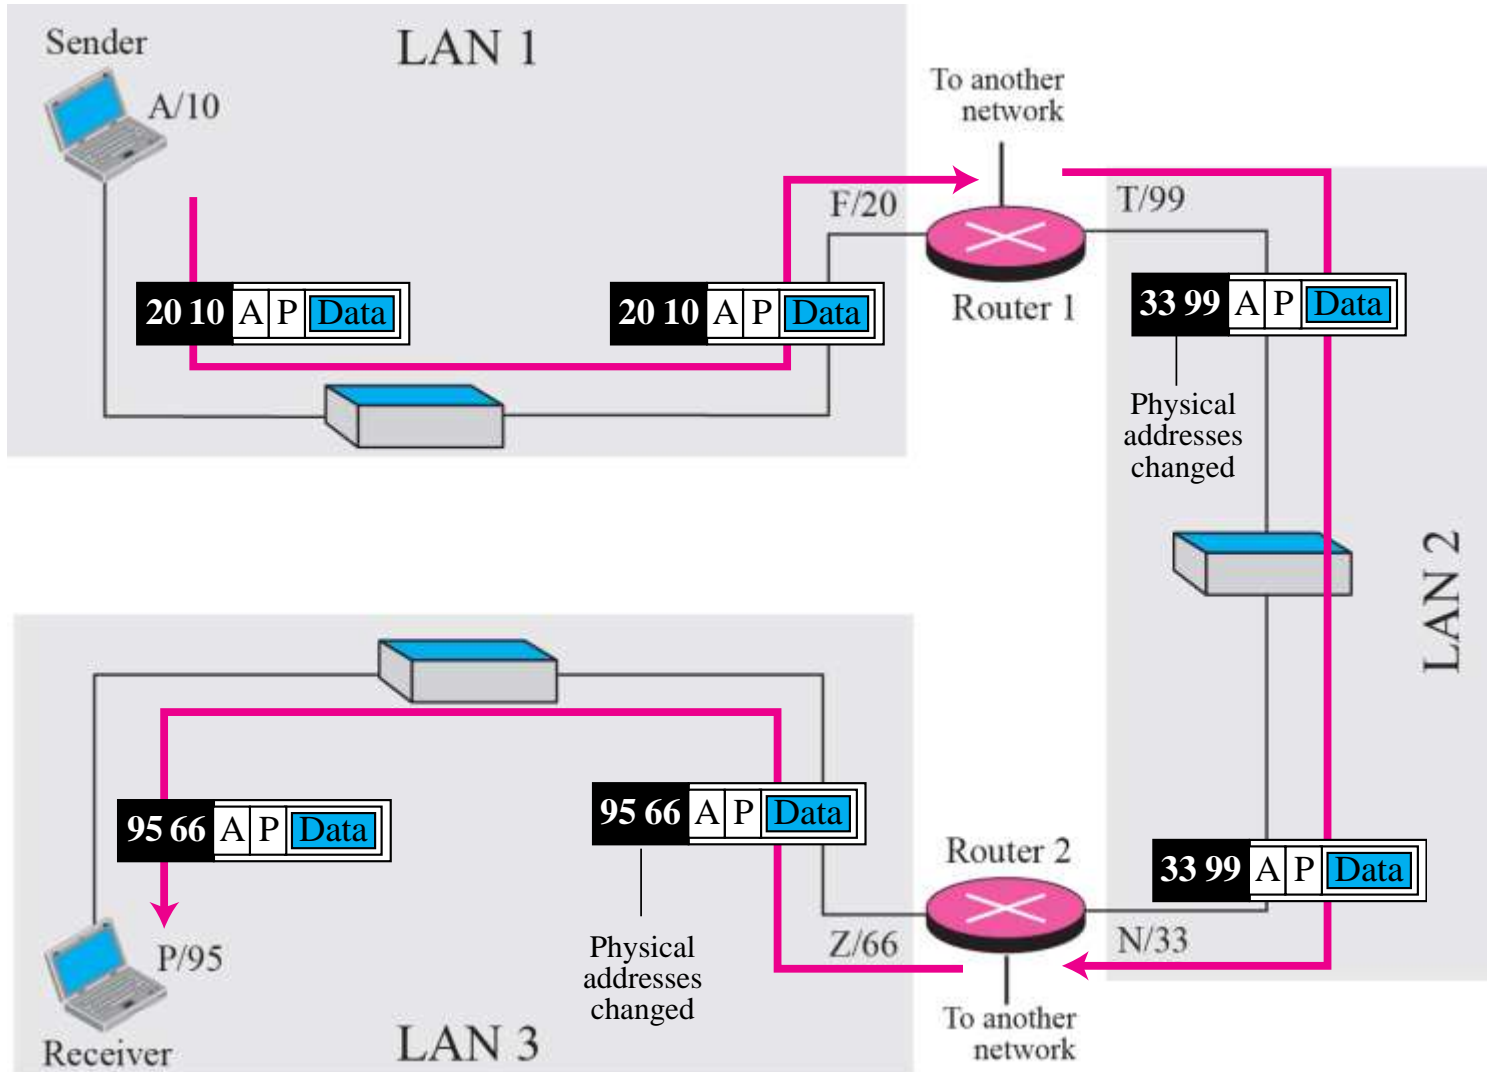 Sender
LAN 1
A/10
To another
network
F/20
T/99
Router 1
20 10 A P Data
20 10 A P Data
33 99 A P Data
Physical
addresses
changed
LAN 2
95 66 A P Data
95 66 A P Data
33 99 A P Data
Router 2
Physical
addresses
changed
Z/66
N/33
P/95
Receiver
LAN 3
To another
network